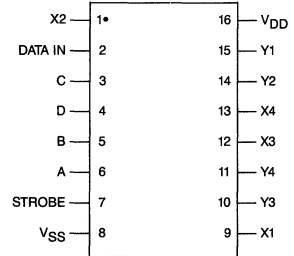 X2 1 16 VDD
DATA IN 2 15 Y1
C 3 14 Y2
D 4 13 X4
B 5 12 X3
A 6 11 Y4
STROBE 7 10 Y3
VSS 8 9 X1